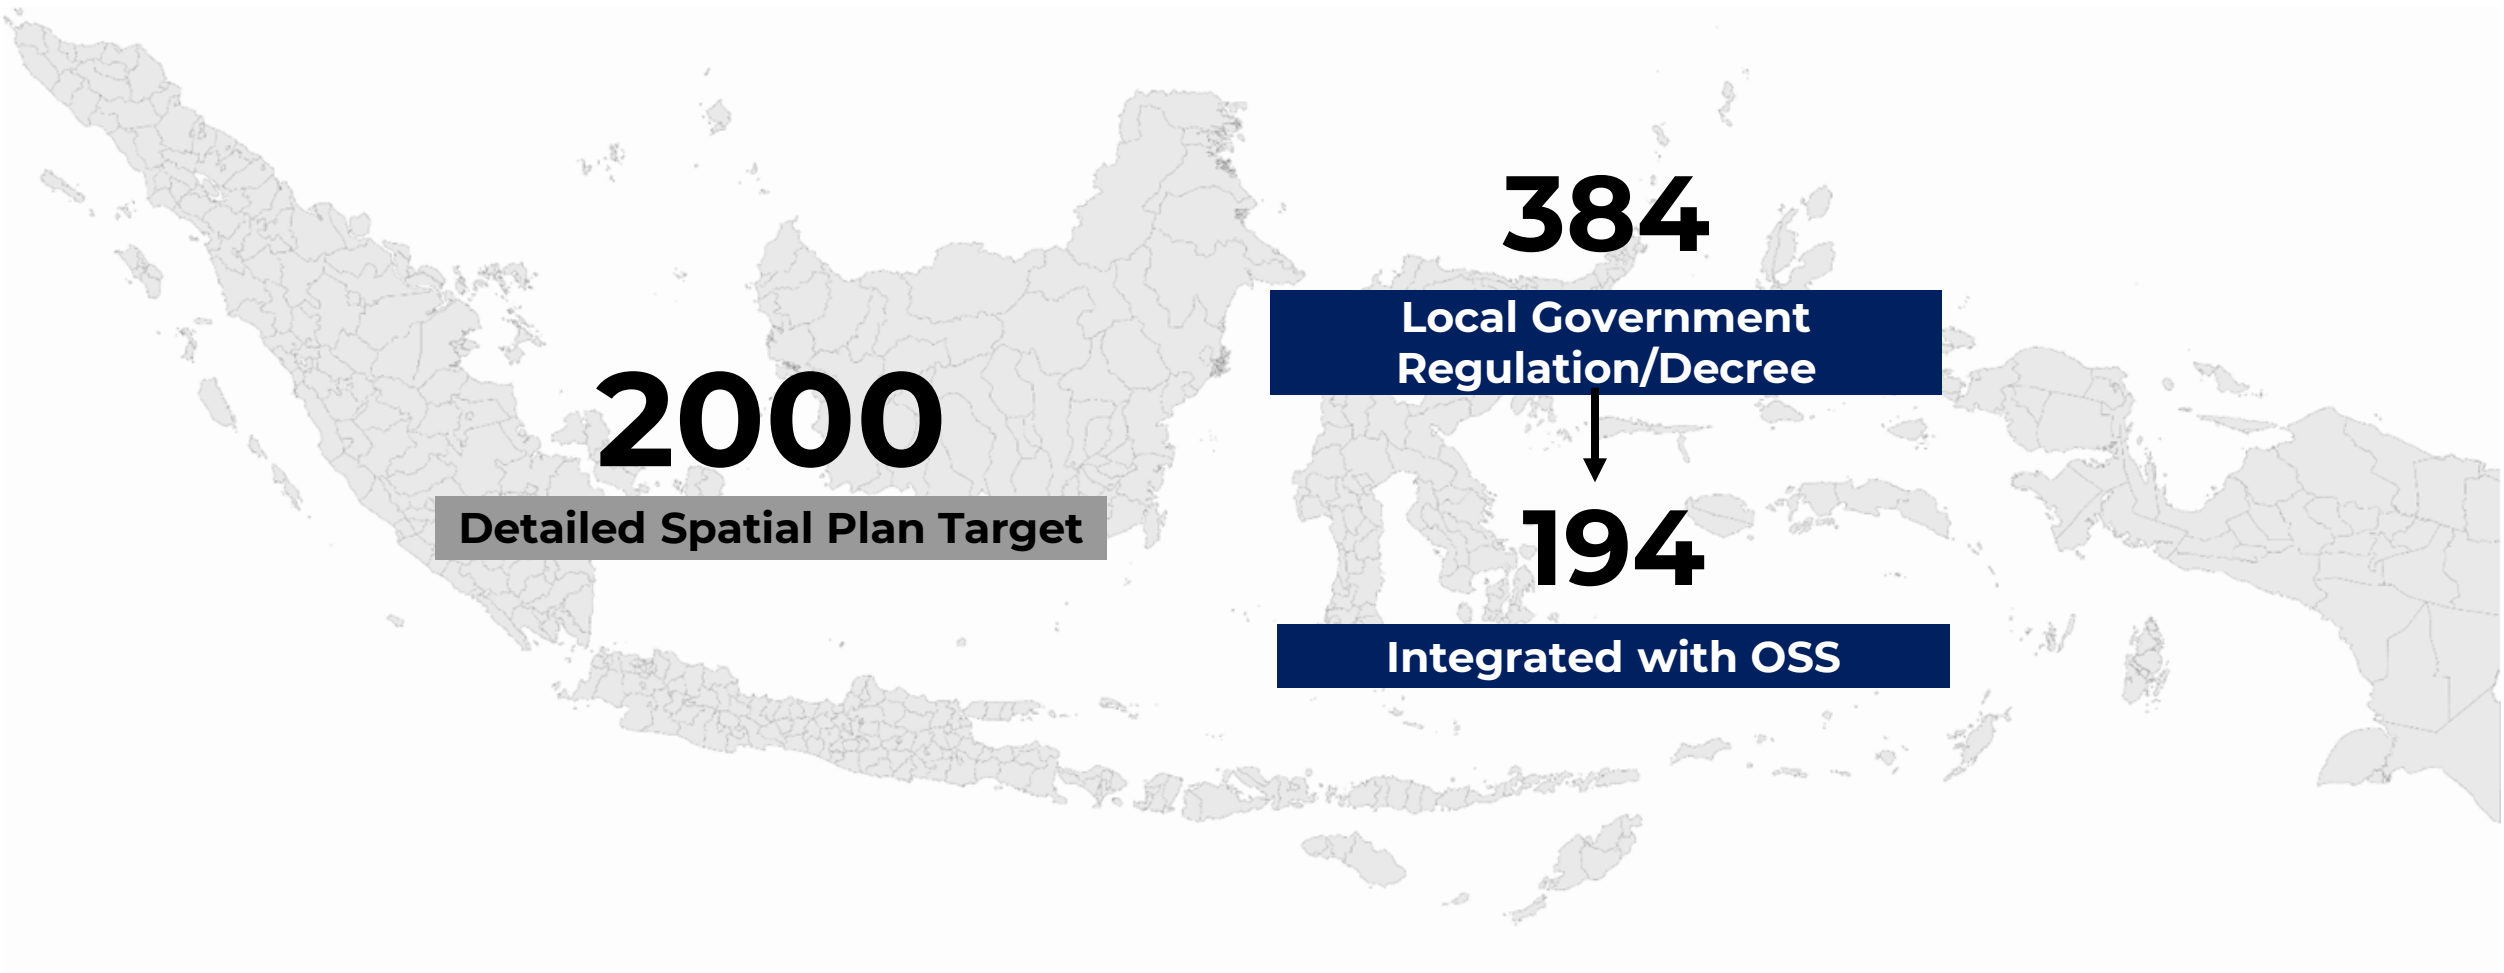 2000
Detailed Spatial Plan Target
384
Local Government
Regulation/Decree
194
Integrated with OSS